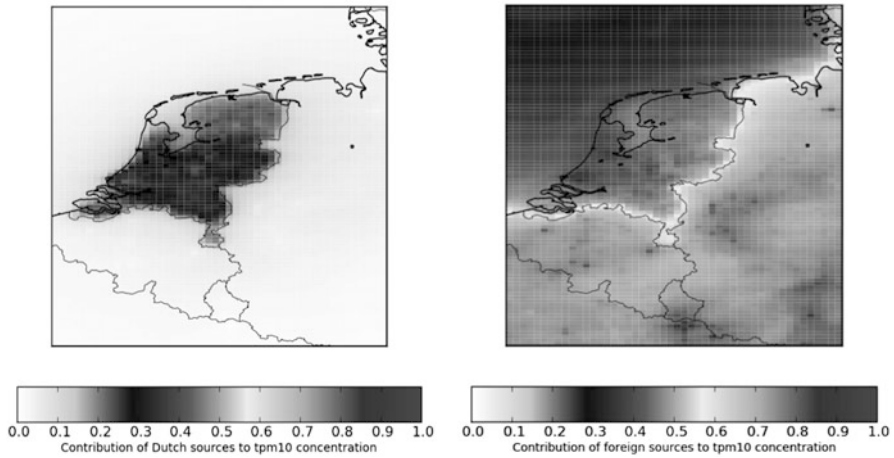 0.0 0.1 0.2 0.3 0.4 0.5 0.6 0.7 0.8 0.9 1.0
Contribution of Dutch sources to tpm10 concentration
0.0 0.1 0.2 0.3 0.4 0.5 0.6 0.7 0.8 0.9 1.0
Contribution of foreign sources to tpm10 concentration